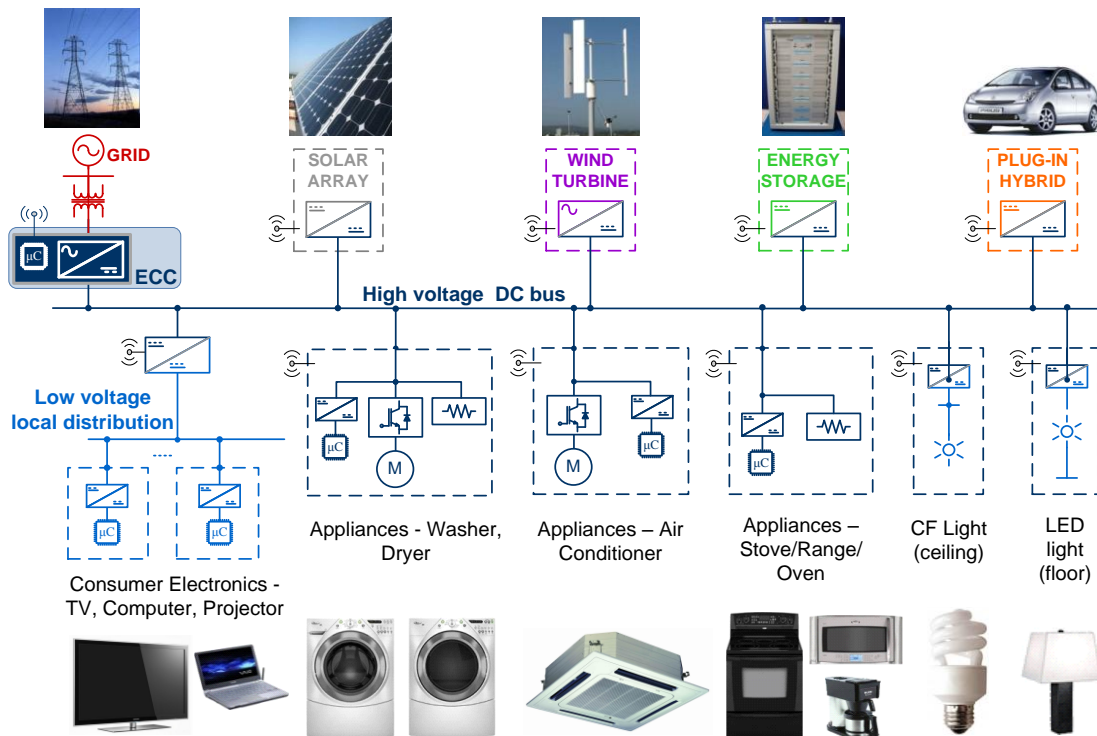 GRID
SOLAR
ARRAY
WIND
TURBINE
ENERGY
STORAGE
PLUG-IN
HYBRID
µC
ECC
High voltage DC bus
Low voltage
local distribution
µC
µC
µC
M
M
µC
µC
Appliances - Washer,
Dryer
Appliances – Air
Conditioner
Appliances –
Stove/Range/
Oven
CF Light
(ceiling)
LED
light
(floor)
Consumer Electronics -
TV, Computer, Projector